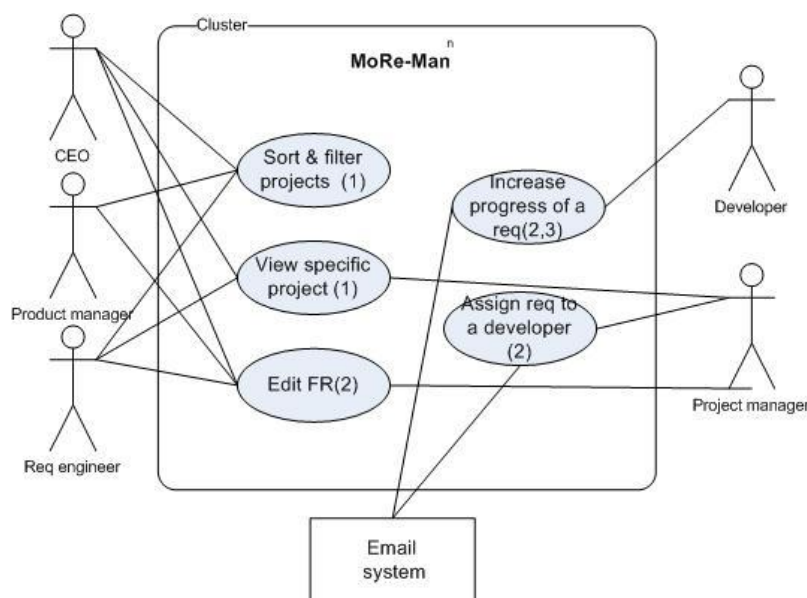 Cluster
n
MoRe-Man
CEO
Sort & filter
projects (1)
Increase
progress of a
req(2,3)
Developer
Product manager
View specific
project (1)
Assign req to
a developer
(2)
Edit FR(2)
Project manager
Req engineer
Email
system